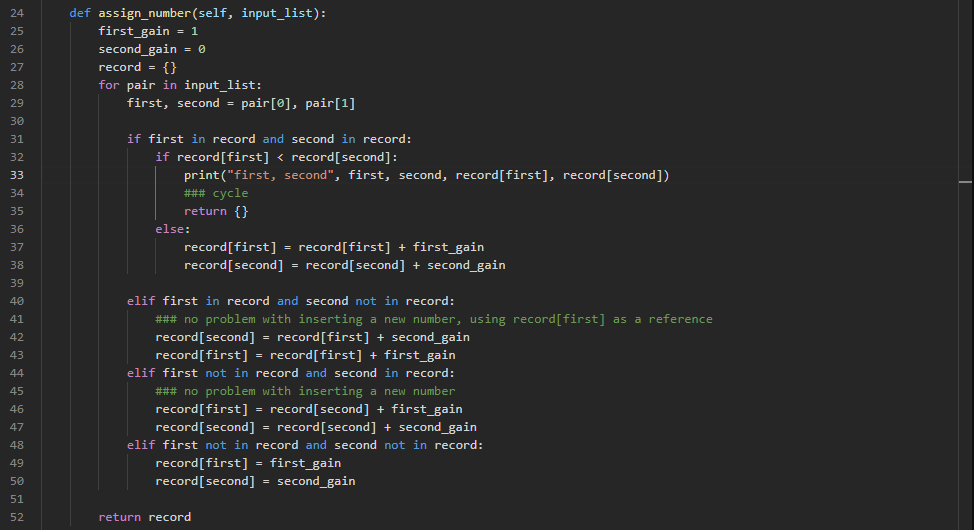 24 def assign_number(self, input_list):
25 first_gain = 1
26 second_gain = 0
27 record = {}
28 for pair in input_list:
29 first, second = pair[0], pair[1]
30
31 if first in record and second in record:
32 if record[first] < record[second]:
33 print("first, second", first, second, record[first], record[second])
34 ### cycle
35 return {}
36 else:
37 record[first] = record[first] + first_gain
38 record[second] = record[second] + second_gain
39
40 elif first in record and second not in record:
41 ### no problem with inserting a new number, using record[first] as a reference
42 record[second] = record[first] + second_gain
43 record[first] = record[first] + first_gain
44 elif first not in record and second in record:
45 ### no problem with inserting a new number
46 record[first] = record[second] + first_gain
47 record[second] = record[second] + second_gain
48 elif first not in record and second not in record:
49 record[first] = first_gain
50 record[second] = second_gain
51
52 return record